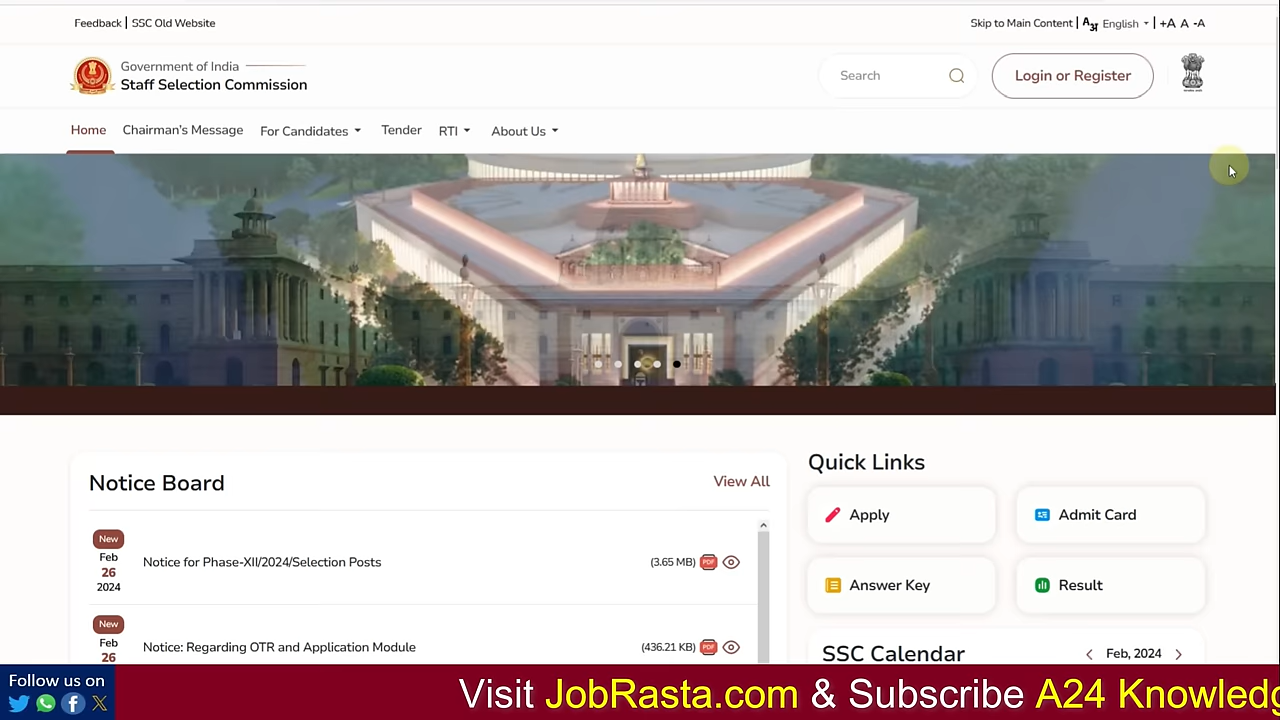 Feedback | SSC Old Website
Skip to Main Content | A अ English | +A A -A
Government of India
Staff Selection Commission
Search
Login or Register
Home Chairman's Message For Candidates Tender RTI About Us
Notice Board
View All
New
Feb
26
2024
Notice for Phase-XII/2024/Selection Posts
(3.65 MB) PDF
New
Feb
26
Notice: Regarding OTR and Application Module
(436.21 KB) PDF
Quick Links
Apply
Admit Card
Answer Key
Result
SSC Calendar
Feb, 2024
Follow us on
Visit JobRasta.com & Subscribe A24 Knowledg